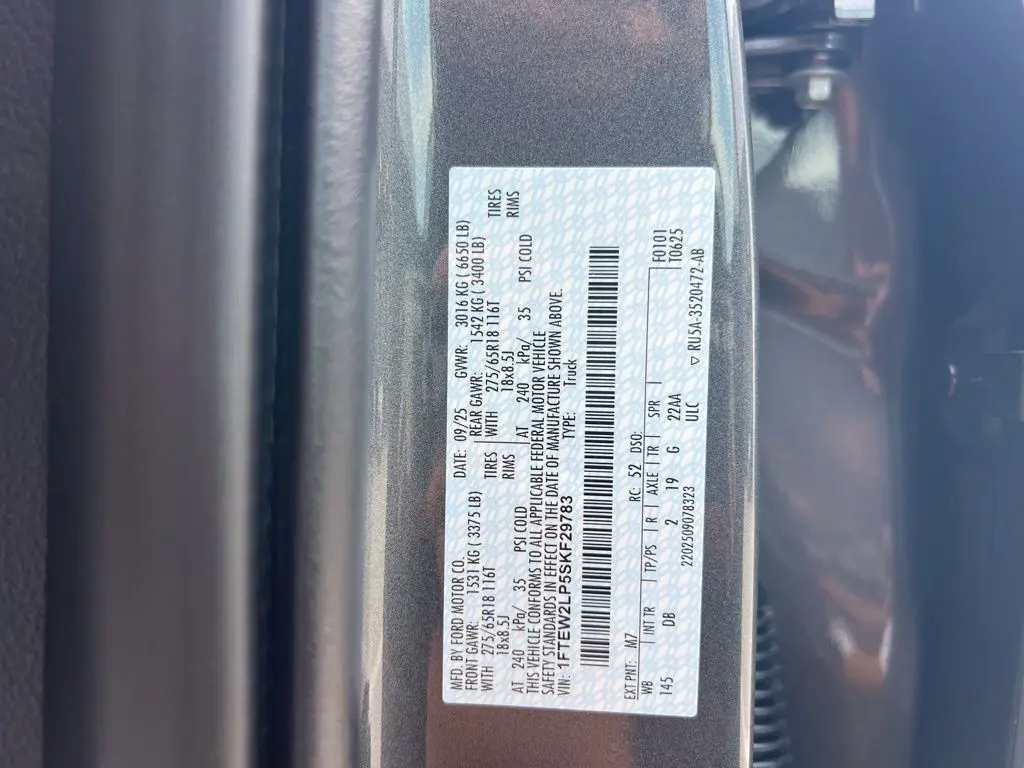 MFD. BY FORD MOTOR CO.
DATE: 09/25 GVWR: 3016 KG ( 6650 LB)
FRONT GAWR: 1531 KG ( 3375 LB) REAR GAWR: 1542 KG ( 3400 LB)
WITH 275/65R18 116T TIRES WITH 275/65R18 116T TIRES
18x8.5J RIMS 18x8.5J RIMS
AT 240 kPa/ 35 PSI COLD AT 240 kPa/ 35 PSI COLD
THIS VEHICLE CONFORMS TO ALL APPLICABLE FEDERAL MOTOR VEHICLE
SAFETY STANDARDS IN EFFECT ON THE DATE OF MANUFACTURE SHOWN ABOVE.
VIN: 1FTEW2LP5SKF29783 TYPE: Truck
EXT PNT: M7 RC: 52 DSO:
WB INT TR TP/PS R AXLE TR SPR F0101
145 DB 2 19 G 22AA T0625
ULC
2202509078323 ▽ RU5A-3520472-AB